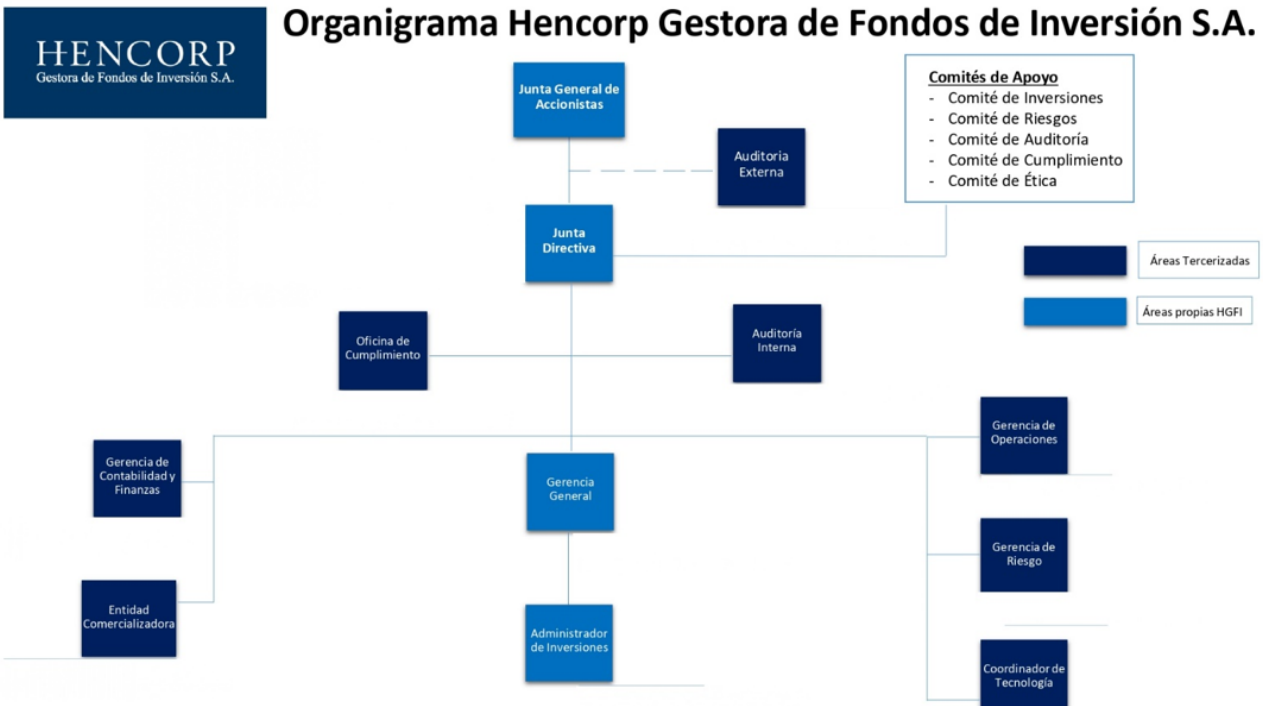 Organigrama Hencorp Gestora de Fondos de Inversión S.A.
HENCORP
Gestora de Fondos de Inversión S.A.
Junta General de
Accionistas
Comités de Apoyo
- Comité de Inversiones
- Comité de Riesgos
- Comité de Auditoría
- Comité de Cumplimiento
- Comité de Ética
Auditoria
Externa
Junta
Directiva
Áreas Tercerizadas
Áreas propias HGFI
Oficina de
Cumplimiento
Auditoría
Interna
Gerencia de
Operaciones
Gerencia de
Contabilidad y
Finanzas
Gerencia
General
Gerencia de
Riesgo
Entidad
Comercializadora
Administrador
de Inversiones
Coordinador de
Tecnología